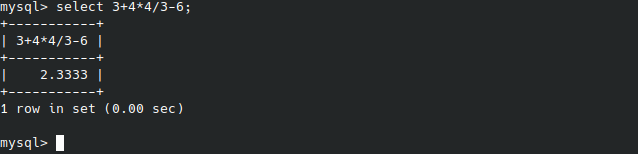 mysql> select 3+4*4/3-6;
+-----------+
| 3+4*4/3-6 |
+-----------+
|    2.3333 |
+-----------+
1 row in set (0.00 sec)
mysql>